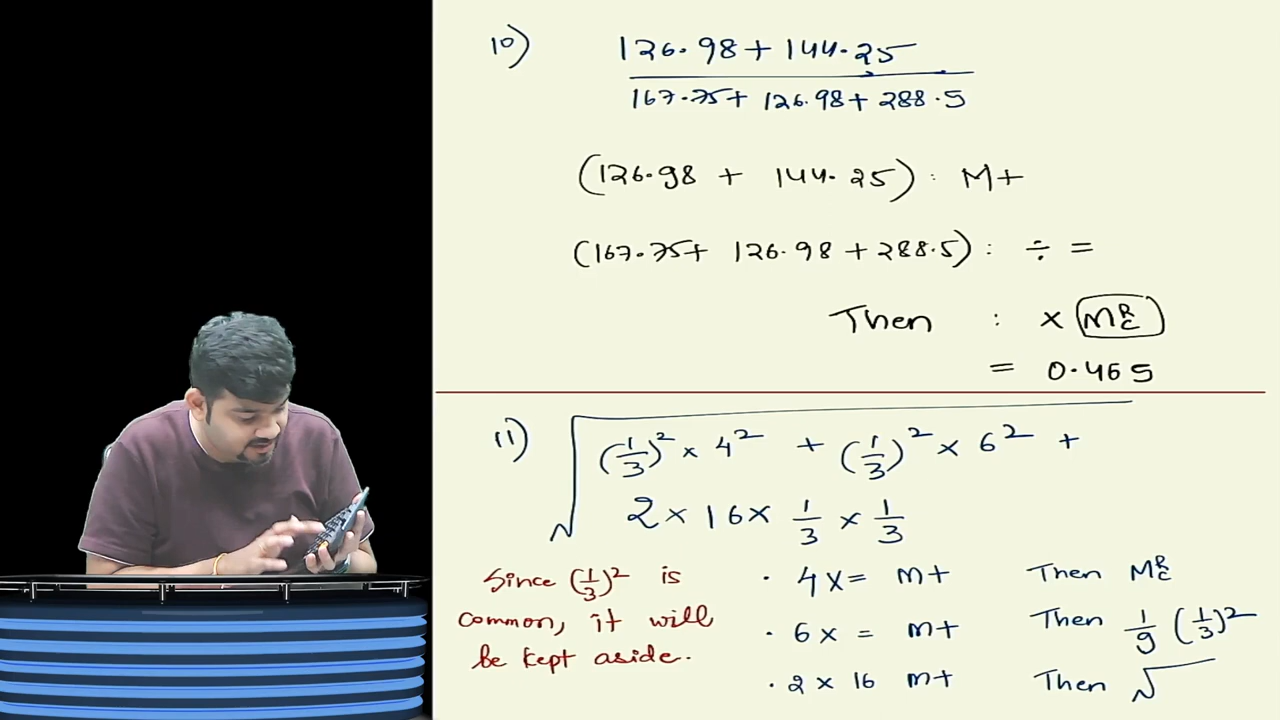 10) 126.98 + 144.25
167.75 + 126.98 + 288.5
(126.98 + 144.25) : M+
(167.75 + 126.98 + 288.5) : ÷ =
Then : × MRC
= 0.465
11) √ (1/3)² × 4² + (1/3)² × 6² +
2 × 16 × 1/3 × 1/3
Since (1/3)² is
common, it will
be kept aside.
· 4 × = m+ Then MRC
· 6 × = m+ Then 1/9 (1/3)²
· 2 × 16 m+ Then √